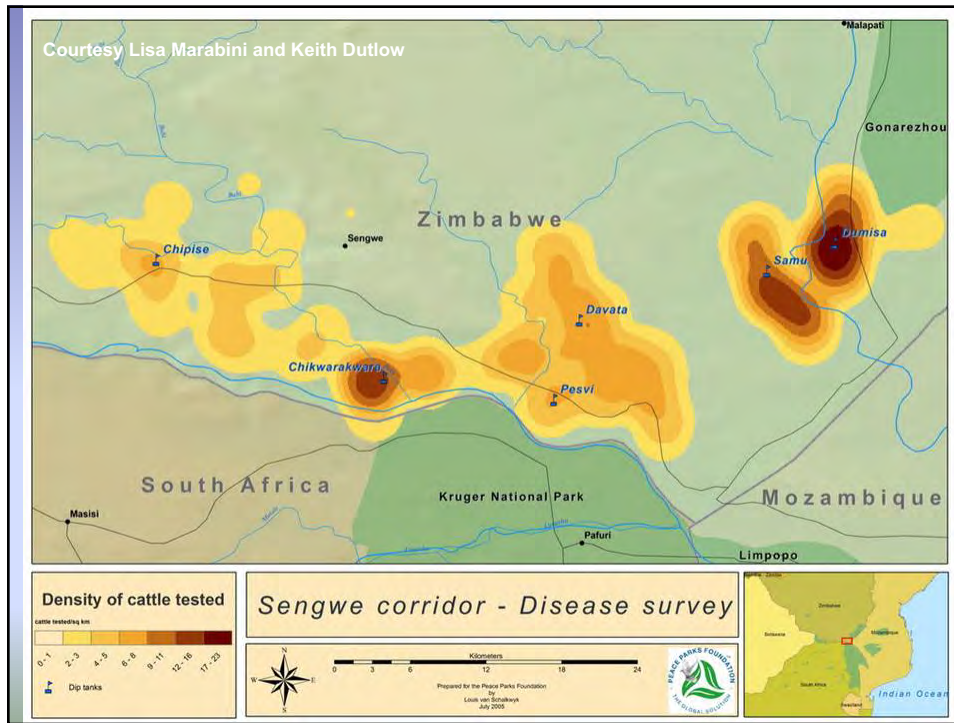 Courtesy Lisa Marabini and Keith Dutlow
Malapati
Gonarezhou
Bubi
Bubi
Zimbabwe
Sengwe
Chipise
Dumisa
Samu
Davata
Chikwarakwara
Pesvi
South Africa
Kruger National Park
Mozambique
Masisi
Pafuri
Limpopo
Density of cattle tested
cattle tested/sq km
0 - 1
2 - 3
4 - 5
6 - 8
9 - 11
12 - 16
17 - 23
Dip tanks
Sengwe corridor - Disease survey
N
W E
S
Kilometers
0 3 6 12 18 24
Prepared for the Peace Parks Foundation
by
Louis van Schalkwyk
July 2005
PEACE PARKS FOUNDATION
THE GLOBAL SOLUTION
Zimbabwe
Botswana
Mozambique
South Africa
Swaziland
Indian Ocean